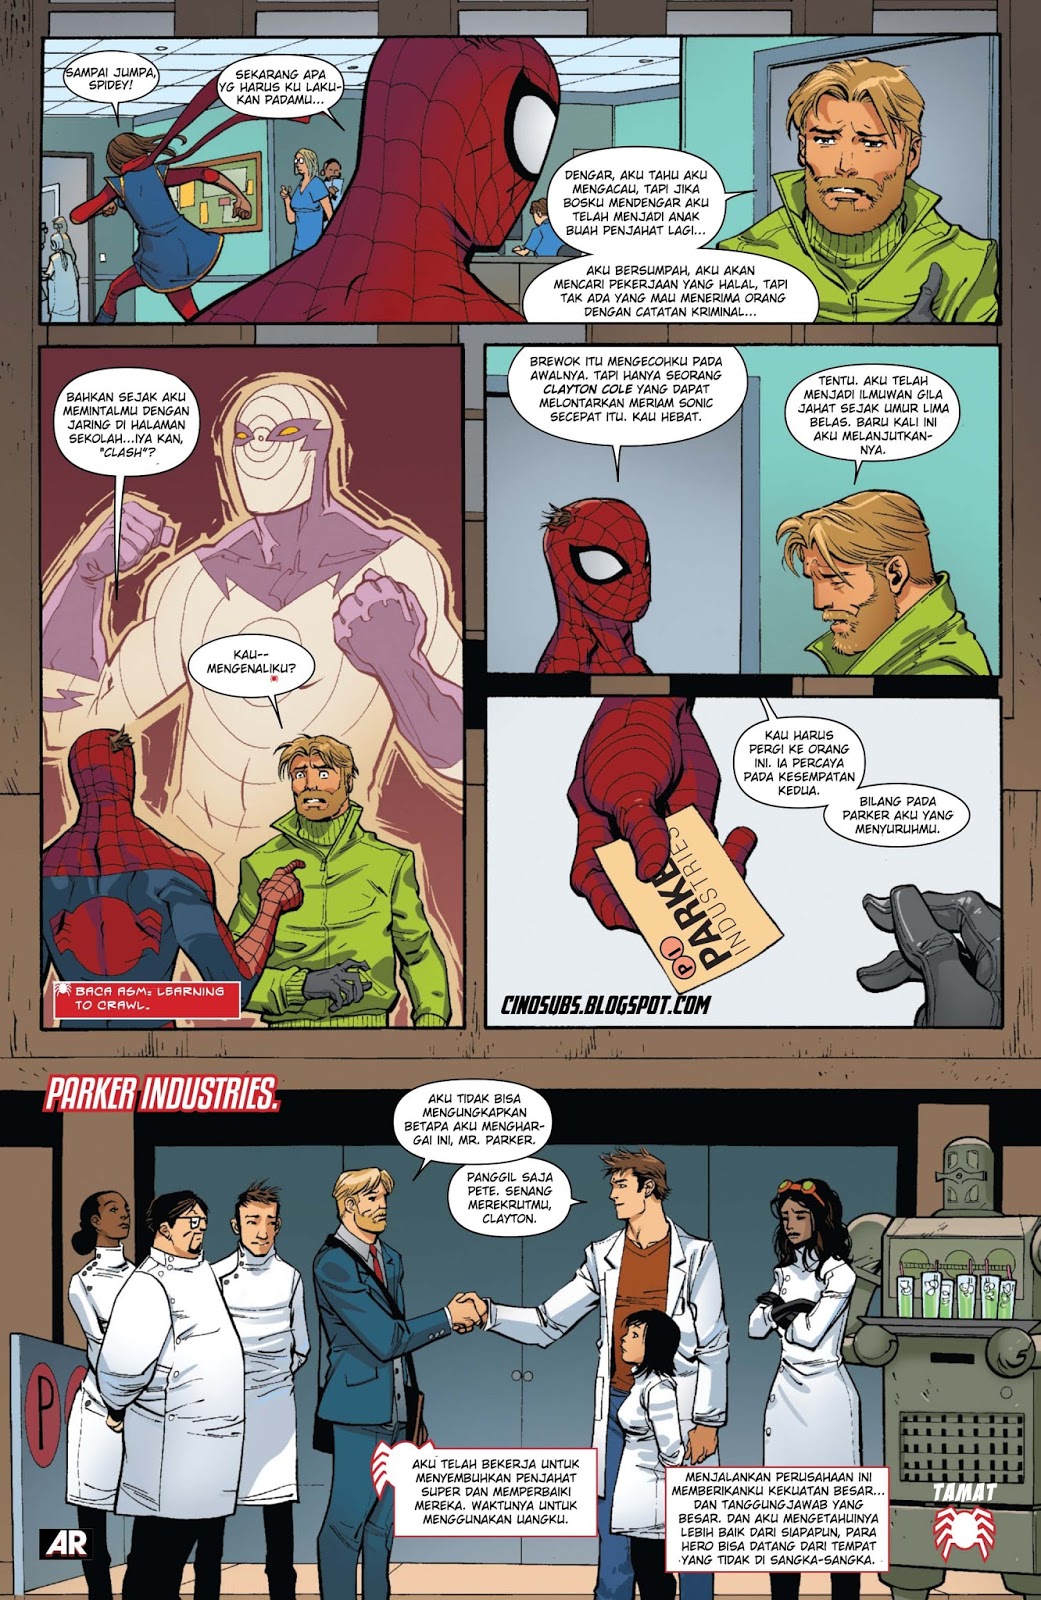 SAMPAI JUMPA,
SPIDEY!
SEKARANG APA
YG HARUS KU LAKU-
KAN PADAMU...
DENGAR, AKU TAHU AKU
MENGACAU, TAPI JIKA
BOSKU MENDENGAR AKU
TELAH MENJADI ANAK
BUAH PENJAHAT LAGI...
AKU BERSUMPAH, AKU AKAN
MENCARI PEKERJAAN YANG HALAL, TAPI
TAK ADA YANG MAU MENERIMA ORANG
DENGAN CATATAN KRIMINAL...
BAHKAN SEJAK AKU
MEMINTALMU DENGAN
JARING DI HALAMAN
SEKOLAH...IYA KAN,
"CLASH"?
KAU--
MENGENALIKU?
BACA ASM: LEARNING
TO CRAWL.
BREWOK ITU MENGECOHKU PADA
AWALNYA. TAPI HANYA SEORANG
CLAYTON COLE YANG DAPAT
MELONTARKAN MERIAM SONIC
SECEPAT ITU. KAU HEBAT.
TENTU. AKU TELAH
MENJADI ILMUWAN GILA
JAHAT SEJAK UMUR LIMA
BELAS. BARU KALI INI
AKU MELANJUTKAN-
NYA.
KAU HARUS
PERGI KE ORANG
INI. IA PERCAYA
PADA KESEMPATAN
KEDUA.
BILANG PADA
PARKER AKU YANG
MENYURUHMU.
PI
PARKE
INDUSTRIES
CINOSUBS.BLOGSPOT.COM
PARKER INDUSTRIES.
AKU TIDAK BISA
MENGUNGKAPKAN
BETAPA AKU MENGHAR-
GAI INI, MR. PARKER.
PANGGIL SAJA
PETE. SENANG
MEREKRUTMU,
CLAYTON.
P
AKU TELAH BEKERJA UNTUK
MENYEMBUHKAN PENJAHAT
SUPER DAN MEMPERBAIKI
MEREKA. WAKTUNYA UNTUK
MENGGUNAKAN UANGKU.
MENJALANKAN PERUSAHAAN INI
MEMBERIKANKU KEKUATAN BESAR...
DAN TANGGUNGJAWAB YANG
BESAR. DAN AKU MENGETAHUINYA
LEBIH BAIK DARI SIAPAPUN, PARA
HERO BISA DATANG DARI TEMPAT
YANG TIDAK DI SANGKA-SANGKA.
TAMAT
AR